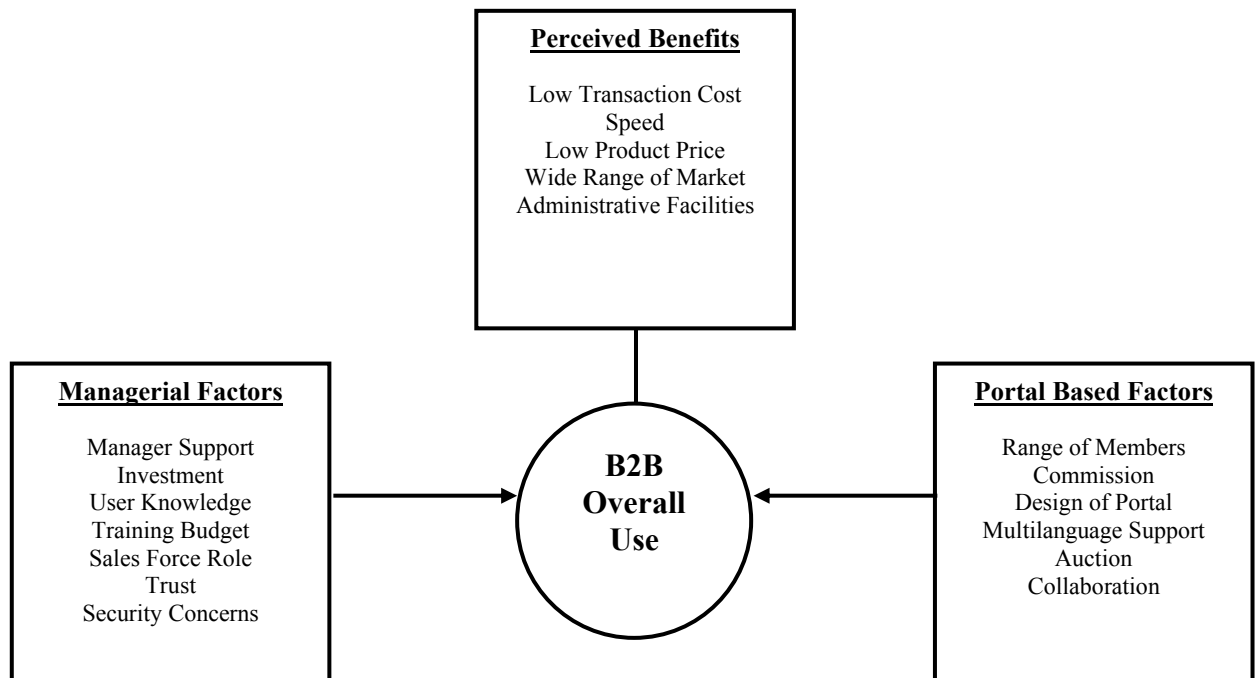 Perceived Benefits
Low Transaction Cost
Speed
Low Product Price
Wide Range of Market
Administrative Facilities
Managerial Factors
Manager Support
Investment
User Knowledge
Training Budget
Sales Force Role
Trust
Security Concerns
B2B
Overall
Use
Portal Based Factors
Range of Members
Commission
Design of Portal
Multilanguage Support
Auction
Collaboration